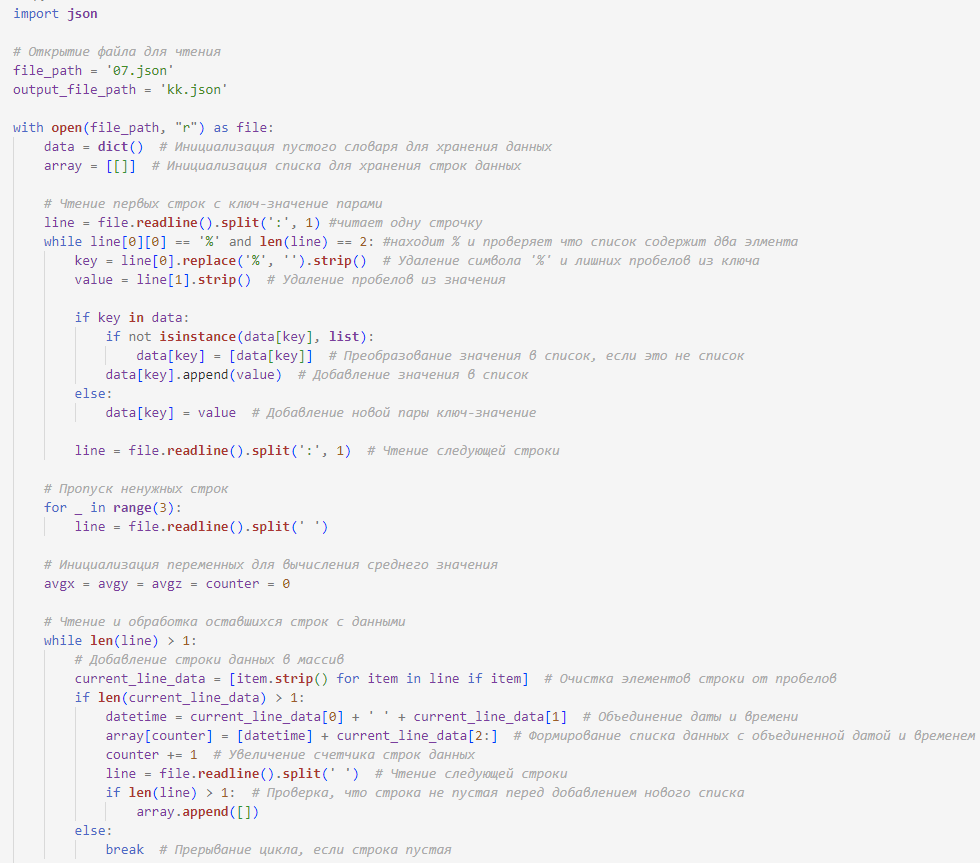 import json
# Открытие файла для чтения
file_path = '07.json'
output_file_path = 'kk.json'
with open(file_path, "r") as file:
    data = dict()  # Инициализация пустого словаря для хранения данных
    array = [[]]  # Инициализация списка для хранения строк данных
    # Чтение первых строк с ключ-значение парами
    line = file.readline().split(':', 1) #читает одну строчку
    while line[0][0] == '%' and len(line) == 2: #находит % и проверяет что список содержит два элмента
        key = line[0].replace('%', '').strip()  # Удаление символа '%' и лишних пробелов из ключа
        value = line[1].strip()  # Удаление пробелов из значения
        if key in data:
            if not isinstance(data[key], list):
                data[key] = [data[key]]  # Преобразование значения в список, если это не список
            data[key].append(value)  # Добавление значения в список
        else:
            data[key] = value  # Добавление новой пары ключ-значение
        line = file.readline().split(':', 1)  # Чтение следующей строки
    # Пропуск ненужных строк
    for _ in range(3):
        line = file.readline().split(' ')
    # Инициализация переменных для вычисления среднего значения
    avgx = avgy = avgz = counter = 0
    # Чтение и обработка оставшихся строк с данными
    while len(line) > 1:
        # Добавление строки данных в массив
        current_line_data = [item.strip() for item in line if item]  # Очистка элементов строки от пробелов
        if len(current_line_data) > 1:
            datetime = current_line_data[0] + ' ' + current_line_data[1]  # Объединение даты и времени
            array[counter] = [datetime] + current_line_data[2:]  # Формирование списка данных с объединенной датой и временем
            counter += 1  # Увеличение счетчика строк данных
            line = file.readline().split(' ')  # Чтение следующей строки
            if len(line) > 1:  # Проверка, что строка не пустая перед добавлением нового списка
                array.append([])
        else:
            break  # Прерывание цикла, если строка пустая